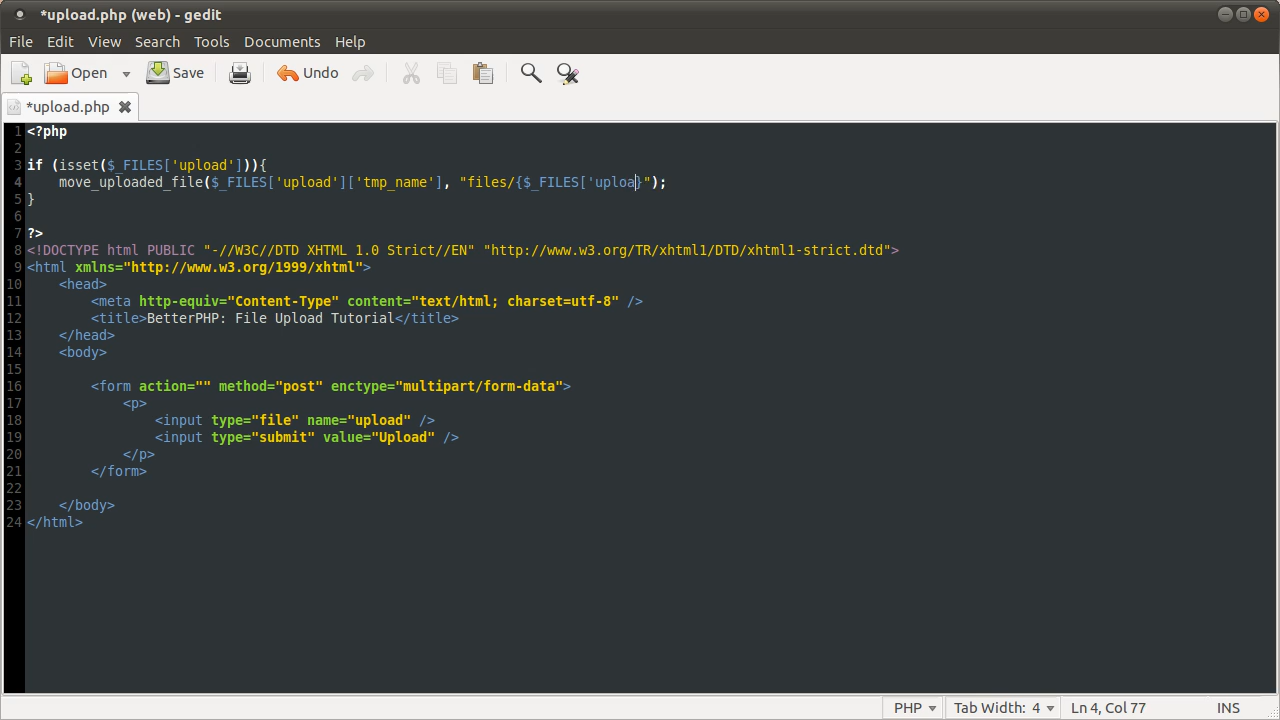 *upload.php (web) - gedit
File Edit View Search Tools Documents Help
Open Save Undo
*upload.php
1 <?php
2
3 if (isset($_FILES['upload'])){
4     move_uploaded_file($_FILES['upload']['tmp_name'], "files/{$_FILES['uploa}");
5 }
6
7 ?>
8 <!DOCTYPE html PUBLIC "-//W3C//DTD XHTML 1.0 Strict//EN" "http://www.w3.org/TR/xhtml1/DTD/xhtml1-strict.dtd">
9 <html xmlns="http://www.w3.org/1999/xhtml">
10     <head>
11         <meta http-equiv="Content-Type" content="text/html; charset=utf-8" />
12         <title>BetterPHP: File Upload Tutorial</title>
13     </head>
14     <body>
15
16         <form action="" method="post" enctype="multipart/form-data">
17             <p>
18                 <input type="file" name="upload" />
19                 <input type="submit" value="Upload" />
20             </p>
21         </form>
22
23     </body>
24 </html>
PHP Tab Width: 4 Ln 4, Col 77 INS